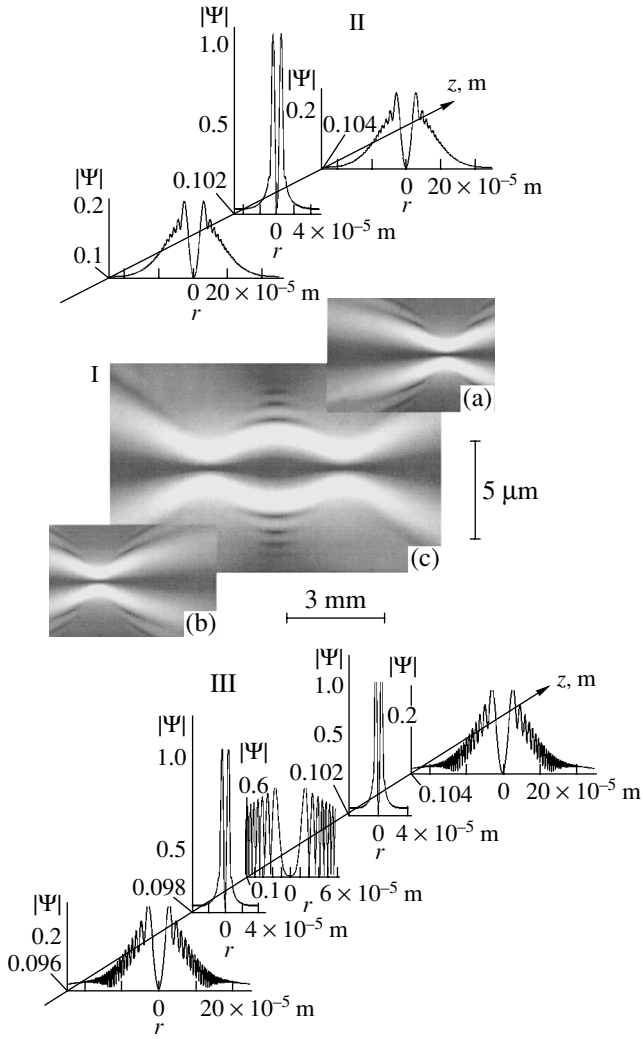 |Ψ|
1.0
II
|Ψ|
z, m
0.2
0.5
0.104
|Ψ|
0.102
0.2
0 20 × 10⁻⁵ m
r
0.1
0 4 × 10⁻⁵ m
r
0 20 × 10⁻⁵ m
r
I
(a)
5 μm
(c)
(b)
3 mm
|Ψ|
|Ψ|
III
1.0
z, m
0.2
|Ψ|
0.5
1.0
|Ψ|
0.6
0.102
0.104
0 20 × 10⁻⁵ m
r
0 4 × 10⁻⁵ m
r
0.5
0.098
0.1 0 6 × 10⁻⁵ m
r
|Ψ|
0 4 × 10⁻⁵ m
r
0.2
0.096
0 20 × 10⁻⁵ m
r